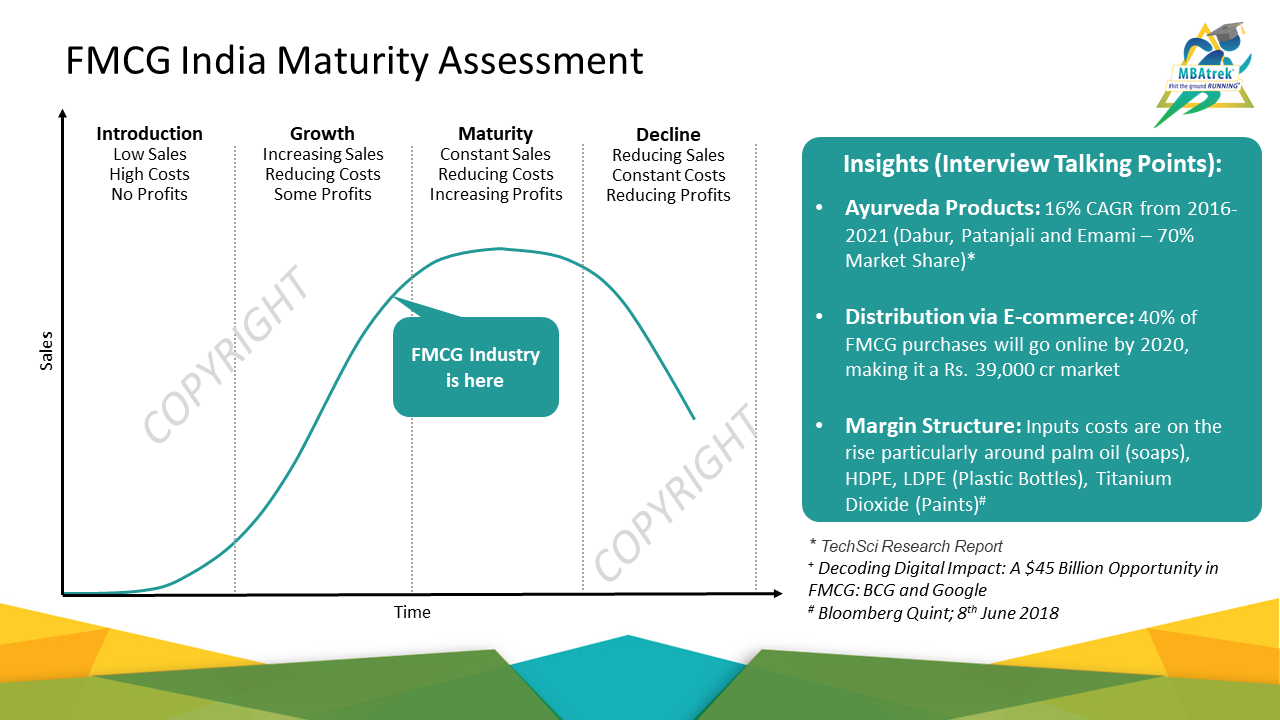 FMCG India Maturity Assessment
MBAtrek
#hit the ground RUNNING"
Introduction
Low Sales
High Costs
No Profits
Growth
Increasing Sales
Reducing Costs
Some Profits
Maturity
Constant Sales
Reducing Costs
Increasing Profits
Decline
Reducing Sales
Constant Costs
Reducing Profits
COPYRIGHT
COPYRIGHT
FMCG Industry
is here
Sales
Time
Insights (Interview Talking Points):
• Ayurveda Products: 16% CAGR from 2016-
2021 (Dabur, Patanjali and Emami – 70%
Market Share)*
• Distribution via E-commerce: 40% of
FMCG purchases will go online by 2020,
making it a Rs. 39,000 cr market
• Margin Structure: Inputs costs are on the
rise particularly around palm oil (soaps),
HDPE, LDPE (Plastic Bottles), Titanium
Dioxide (Paints)#
* TechSci Research Report
+ Decoding Digital Impact: A $45 Billion Opportunity in
FMCG: BCG and Google
# Bloomberg Quint; 8th June 2018